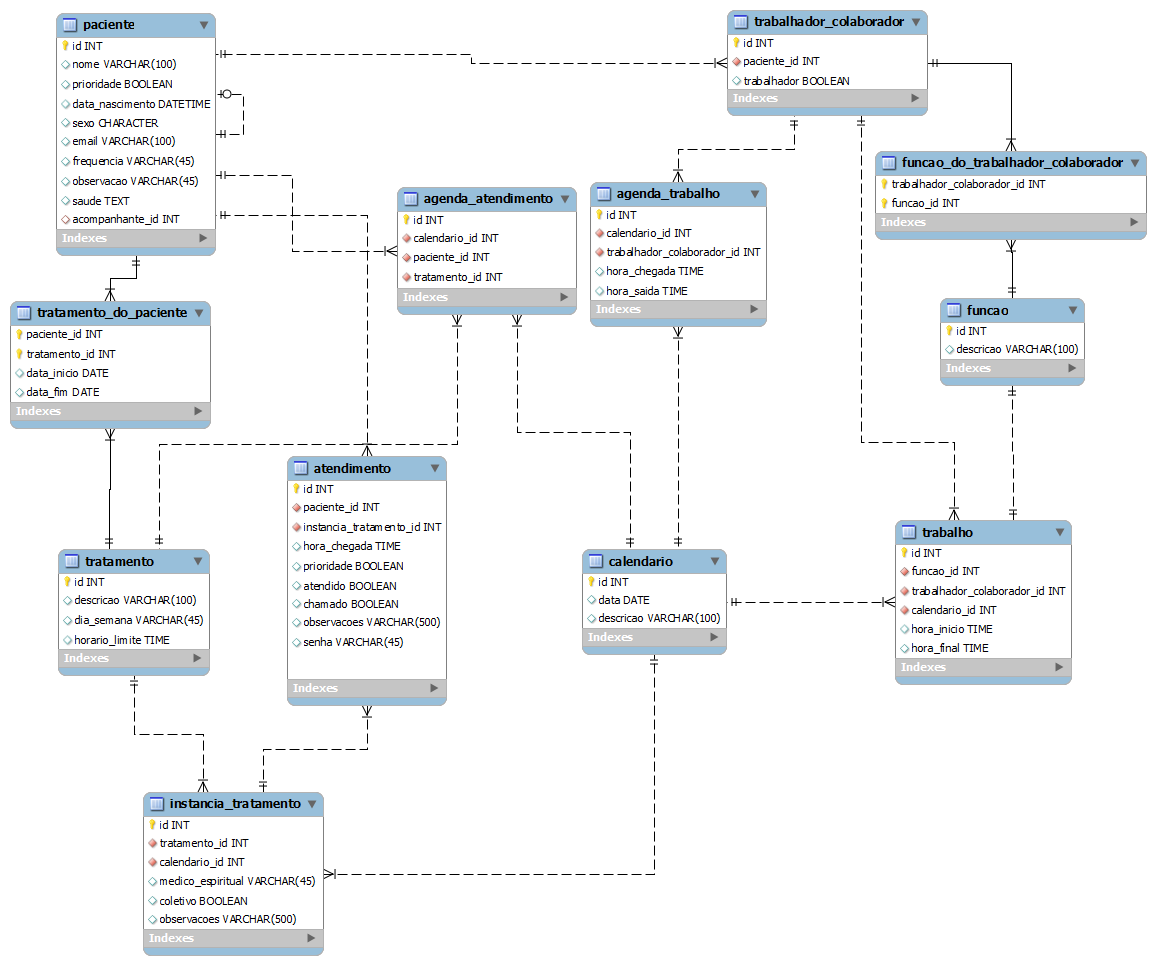 paciente
id INT
nome VARCHAR(100)
prioridade BOOLEAN
data_nascimento DATETIME
sexo CHARACTER
email VARCHAR(100)
frequencia VARCHAR(45)
observacao VARCHAR(45)
saude TEXT
acompanhante_id INT
Indexes
trabalhador_colaborador
id INT
paciente_id INT
trabalhador BOOLEAN
Indexes
funcao_do_trabalhador_colaborador
trabalhador_colaborador_id INT
funcao_id INT
Indexes
agenda_atendimento
id INT
calendario_id INT
paciente_id INT
tratamento_id INT
Indexes
agenda_trabalho
id INT
calendario_id INT
trabalhador_colaborador_id INT
hora_chegada TIME
hora_saida TIME
Indexes
tratamento_do_paciente
paciente_id INT
tratamento_id INT
data_inicio DATE
data_fim DATE
Indexes
funcao
id INT
descricao VARCHAR(100)
Indexes
atendimento
id INT
paciente_id INT
instancia_tratamento_id INT
hora_chegada TIME
prioridade BOOLEAN
atendido BOOLEAN
chamado BOOLEAN
observacoes VARCHAR(500)
senha VARCHAR(45)
Indexes
tratamento
id INT
descricao VARCHAR(100)
dia_semana VARCHAR(45)
horario_limite TIME
Indexes
calendario
id INT
data DATE
descricao VARCHAR(100)
Indexes
trabalho
id INT
funcao_id INT
trabalhador_colaborador_id INT
calendario_id INT
hora_inicio TIME
hora_final TIME
Indexes
instancia_tratamento
id INT
tratamento_id INT
calendario_id INT
medico_espiritual VARCHAR(45)
coletivo BOOLEAN
observacoes VARCHAR(500)
Indexes